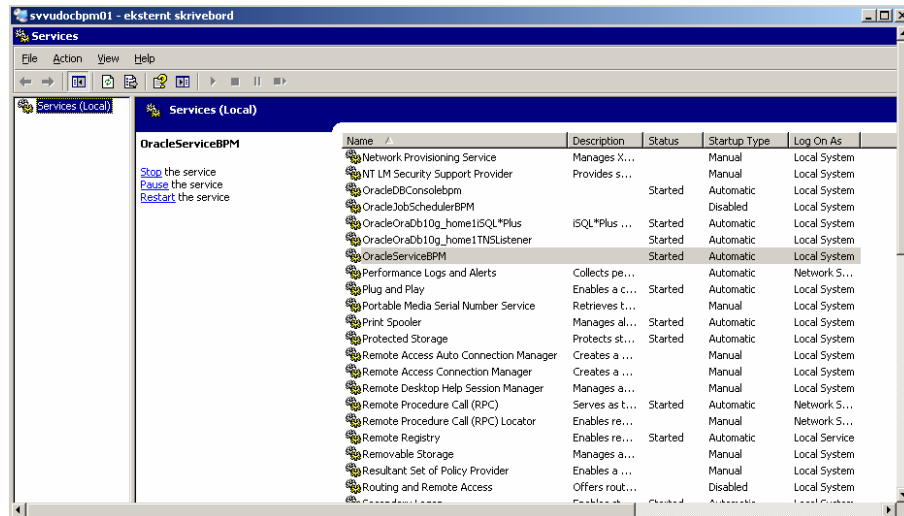 svvudocbpm01 - eksternt skrivebord
Services
File Action View Help
Services (Local)
Services (Local)
OracleServiceBPM
Stop the service
Pause the service
Restart the service
Name Description Status Startup Type Log On As
Network Provisioning Service Manages X... Manual Local System
NT LM Security Support Provider Provides s... Manual Local System
OracleDBConsolebpm Started Automatic Local System
OracleJobSchedulerBPM Disabled Local System
OracleOraDb10g_home1iSQL*Plus iSQL*Plus ... Started Automatic Local System
OracleOraDb10g_home1TNSListener Started Automatic Local System
OracleServiceBPM Started Automatic Local System
Performance Logs and Alerts Collects pe... Automatic Network S...
Plug and Play Enables a c... Started Automatic Local System
Portable Media Serial Number Service Retrieves t... Manual Local System
Print Spooler Manages al... Started Automatic Local System
Protected Storage Protects st... Started Automatic Local System
Remote Access Auto Connection Manager Creates a ... Manual Local System
Remote Access Connection Manager Creates a ... Manual Local System
Remote Desktop Help Session Manager Manages a... Manual Local System
Remote Procedure Call (RPC) Serves as t... Started Automatic Network S...
Remote Procedure Call (RPC) Locator Enables re... Manual Network S...
Remote Registry Enables re... Started Automatic Local Service
Removable Storage Manages a... Manual Local System
Resultant Set of Policy Provider Enables a ... Manual Local System
Routing and Remote Access Offers rout... Disabled Local System